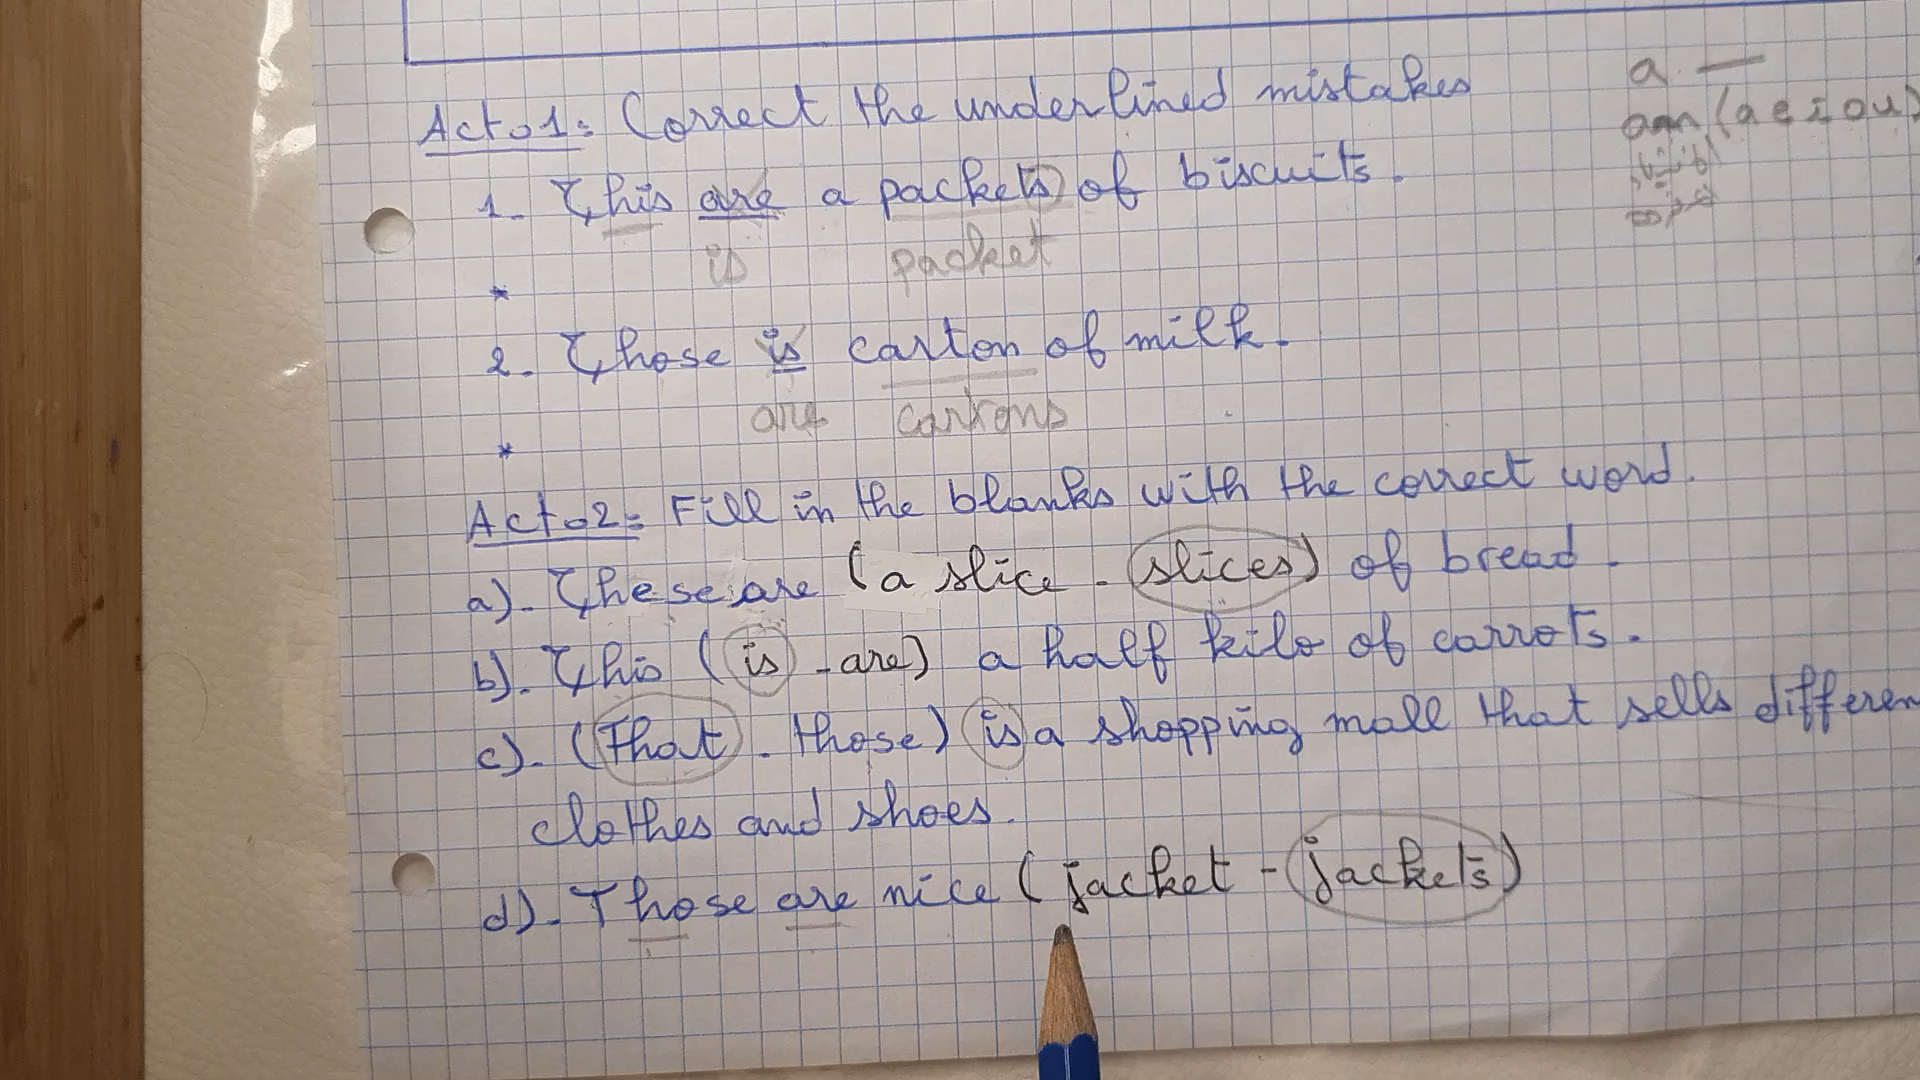 a. —
an (a e i o u)
Act 1: Correct the underlined mistakes
1. This are a packets of biscuits.
is packet
*
2. Those is carton of milk.
are cartons
*
Act 2: Fill in the blanks with the correct word.
a). These are (a slice - slices) of bread.
b). This (is - are) a half kilo of carrots.
c). (That - those) is a shopping mall that sells differen
clothes and shoes.
d). Those are nice (jacket - jackets)